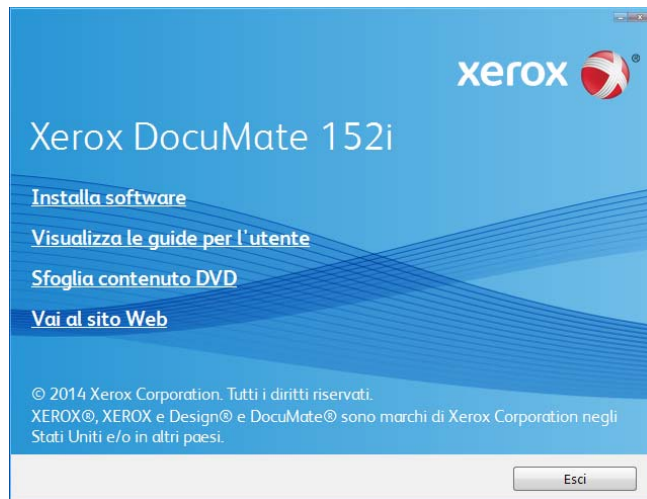 xerox ®
Xerox DocuMate 152i
Installa software
Visualizza le guide per l'utente
Sfoglia contenuto DVD
Vai al sito Web
© 2014 Xerox Corporation. Tutti i diritti riservati.
XEROX®, XEROX e Design® e DocuMate® sono marchi di Xerox Corporation negli
Stati Uniti e/o in altri paesi.
Esci